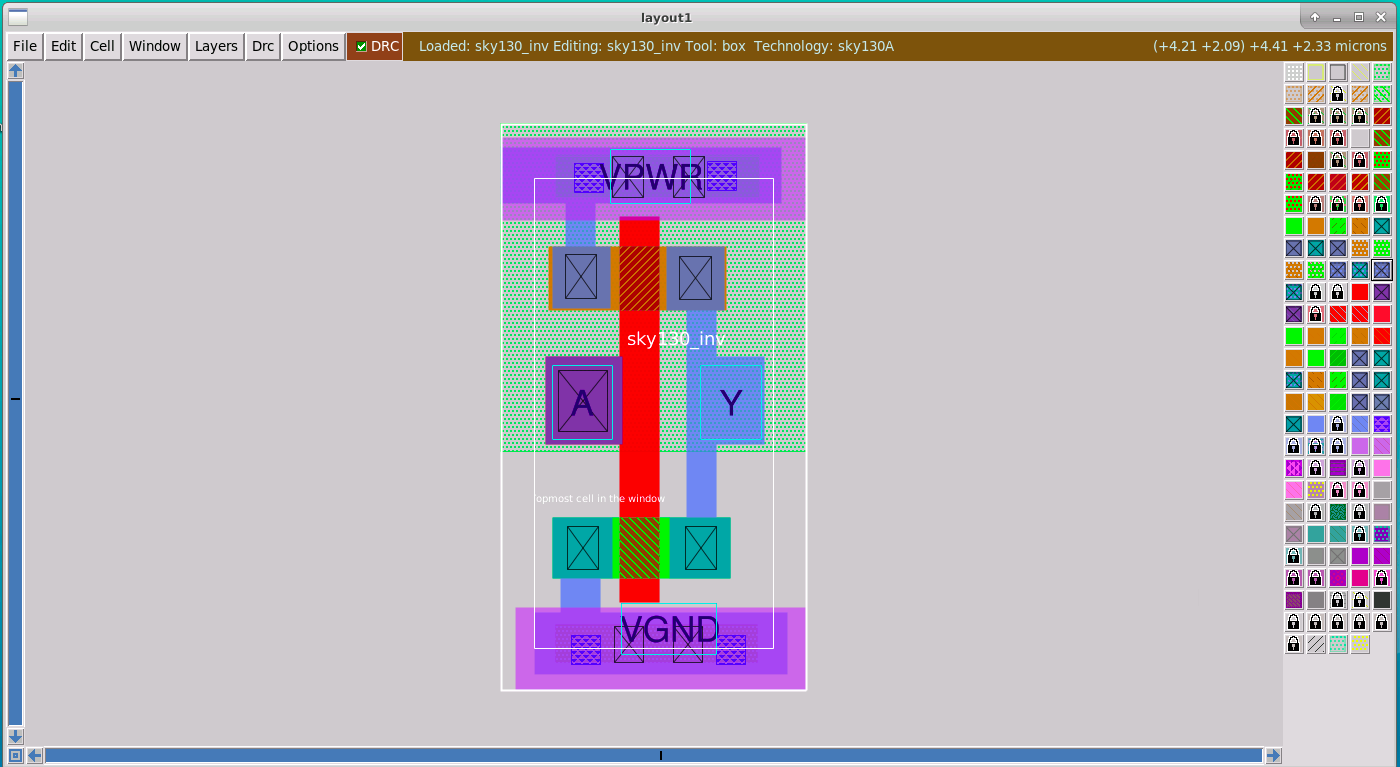 layout1
File Edit Cell Window Layers Drc Options DRC Loaded: sky130_inv Editing: sky130_inv Tool: box Technology: sky130A (+4.21 +2.09) +4.41 +2.33 microns
VPWR
sky130_inv
A Y
opmost cell in the window
VGND